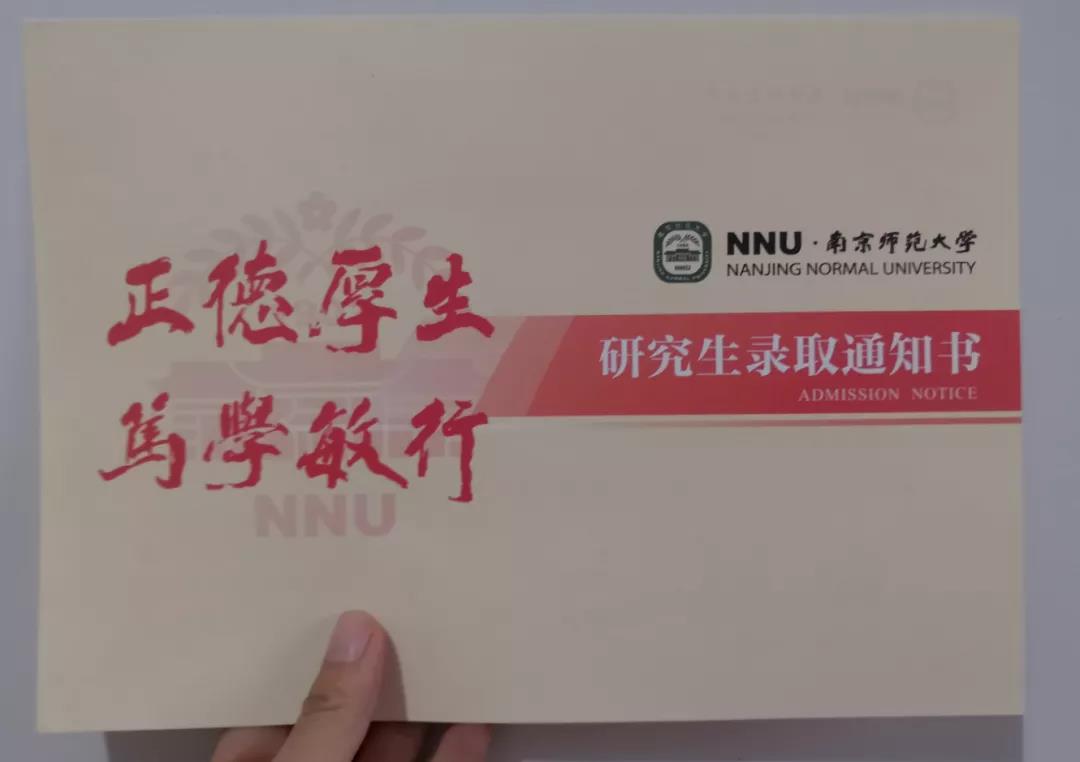 正德厚生
篤學敏行
NNU
NNU·南京师范大学
NANJING NORMAL UNIVERSITY
研究生录取通知书
ADMISSION NOTICE